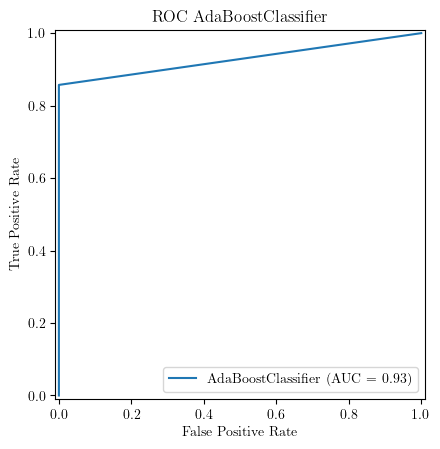 ROC AdaBoostClassifier
1.0
0.8
0.6
0.4
0.2
0.0
True Positive Rate
AdaBoostClassifier (AUC = 0.93)
0.0 0.2 0.4 0.6 0.8 1.0
False Positive Rate